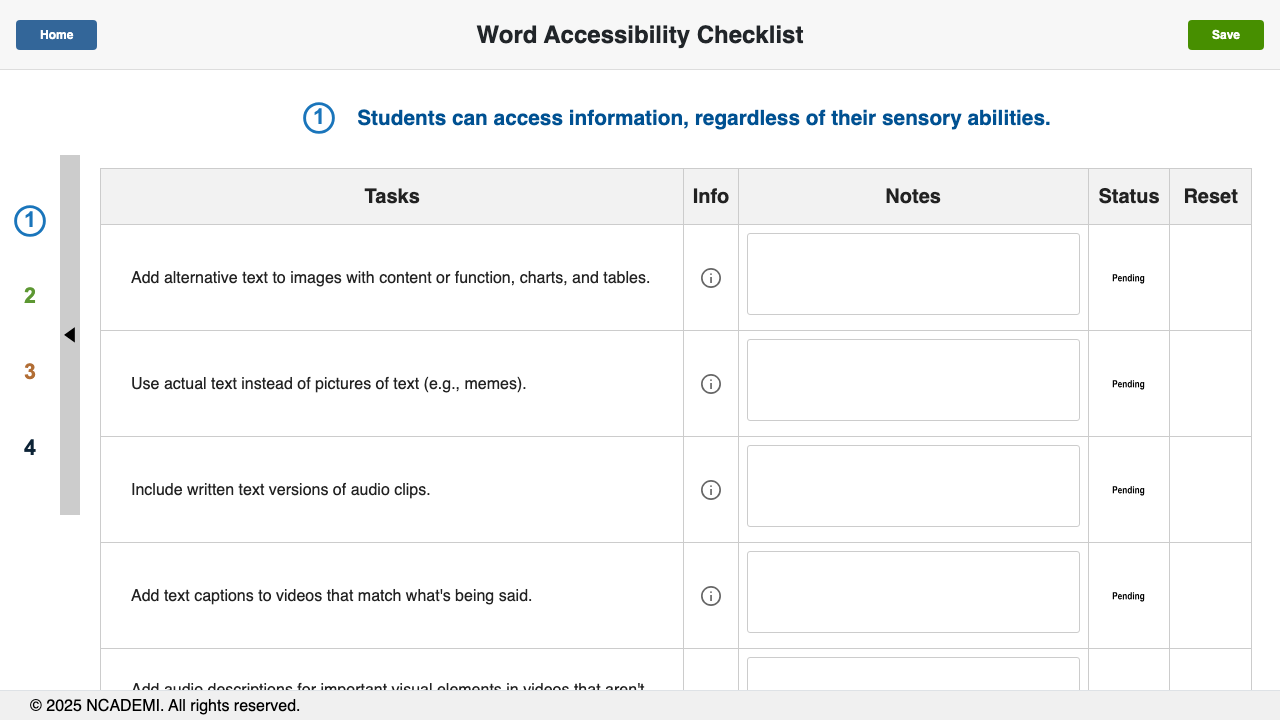 Home
Word Accessibility Checklist
Save
1 Students can access information, regardless of their sensory abilities.
1
2
3
4
Tasks Info Notes Status Reset
Add alternative text to images with content or function, charts, and tables. Pending
Use actual text instead of pictures of text (e.g., memes). Pending
Include written text versions of audio clips. Pending
Add text captions to videos that match what's being said. Pending
Add audio descriptions for important visual elements in videos that aren't
© 2025 NCADEMI. All rights reserved.